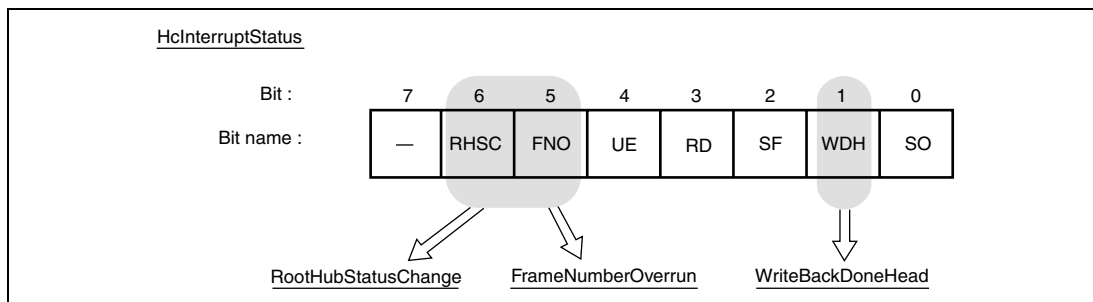 HcInterruptStatus
Bit : 7 6 5 4 3 2 1 0
Bit name : — RHSC FNO UE RD SF WDH SO
RootHubStatusChange FrameNumberOverrun WriteBackDoneHead